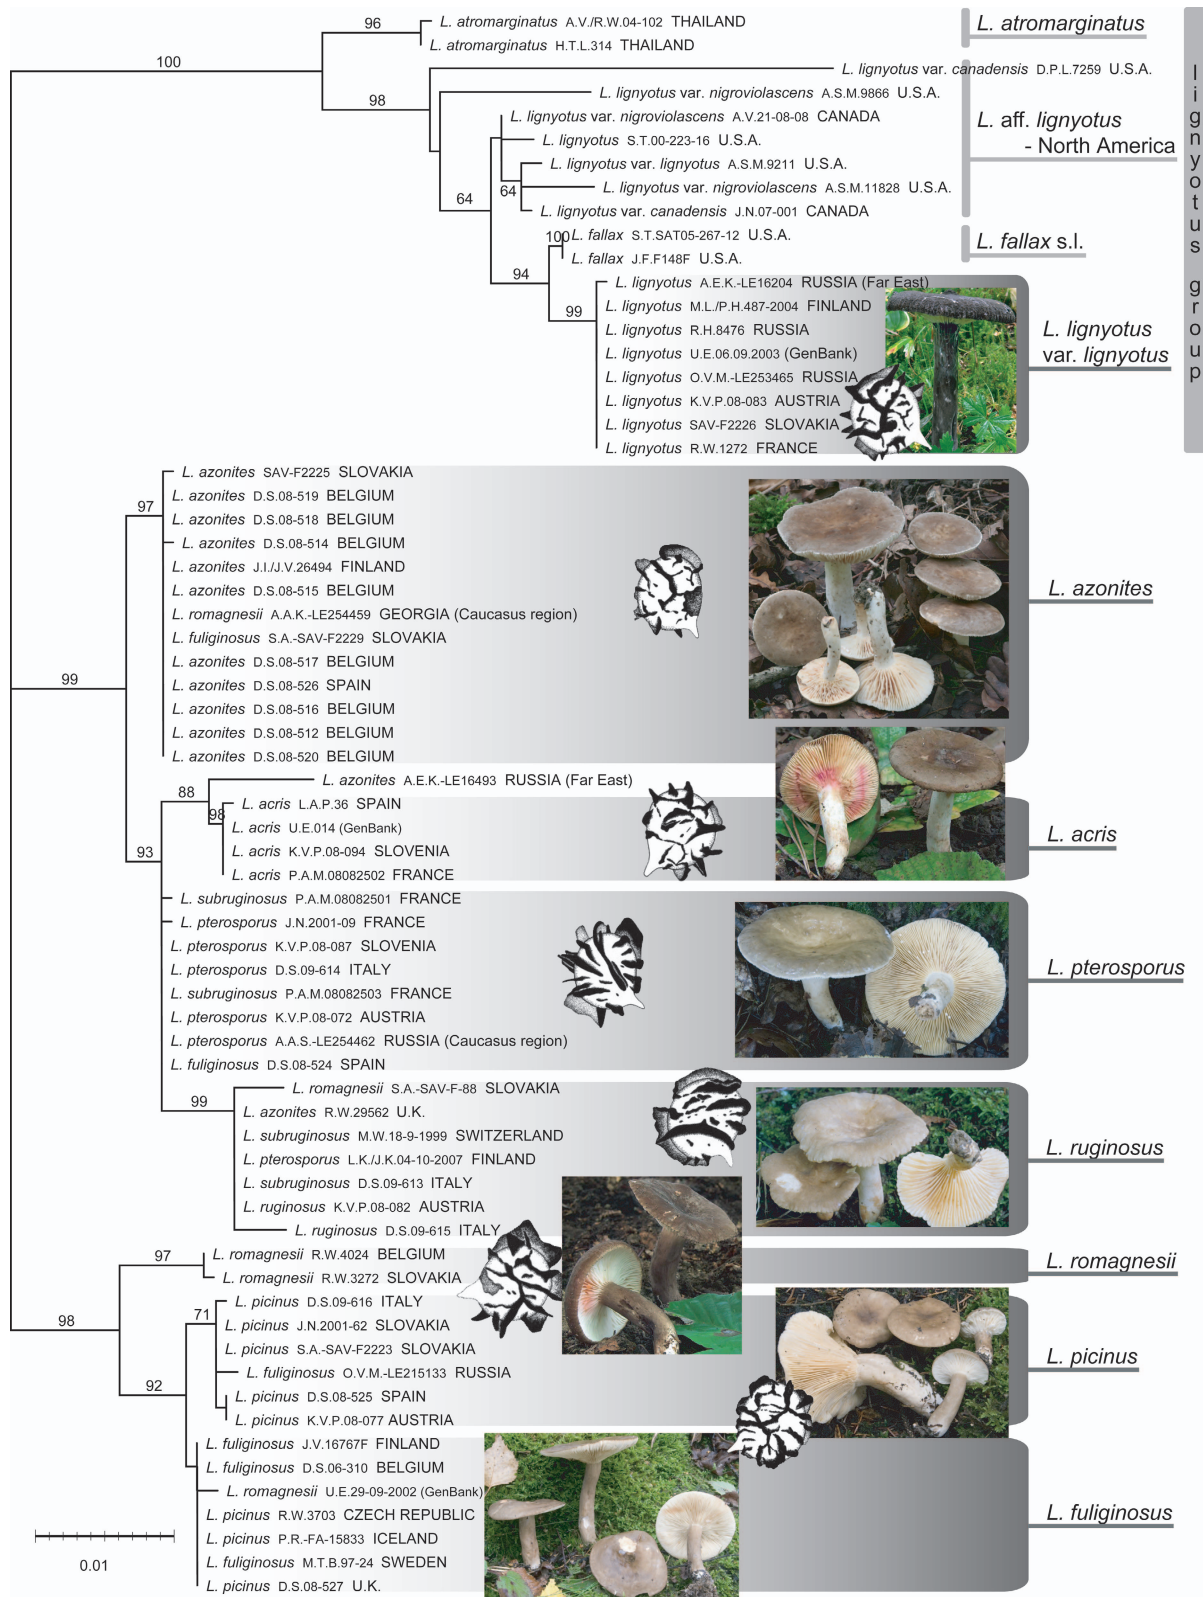 96
L. atromarginatus A.V./R.W.04-102 THAILAND
L. atromarginatus H.T.L.314 THAILAND
L. atromarginatus
100
98
L. lignyotus var. canadensis D.P.L.7259 U.S.A.
L. lignyotus var. nigroviolascens A.S.M.9866 U.S.A.
L. lignyotus var. nigroviolascens A.V.21-08-08 CANADA
L. lignyotus S.T.00-223-16 U.S.A.
L. lignyotus var. lignyotus A.S.M.9211 U.S.A.
L. lignyotus var. nigroviolascens A.S.M.11828 U.S.A.
L. lignyotus var. canadensis J.N.07-001 CANADA
64
64
L. aff. lignyotus
- North America
lignyotus group
100
L. fallax S.T.SAT05-267-12 U.S.A.
L. fallax J.F.F148F U.S.A.
L. fallax s.l.
94
99
L. lignyotus A.E.K.-LE16204 RUSSIA (Far East)
L. lignyotus M.L./P.H.487-2004 FINLAND
L. lignyotus R.H.8476 RUSSIA
L. lignyotus U.E.06.09.2003 (GenBank)
L. lignyotus O.V.M.-LE253465 RUSSIA
L. lignyotus K.V.P.08-083 AUSTRIA
L. lignyotus SAV-F2226 SLOVAKIA
L. lignyotus R.W.1272 FRANCE
L. lignyotus
var. lignyotus
97
L. azonites SAV-F2225 SLOVAKIA
L. azonites D.S.08-519 BELGIUM
L. azonites D.S.08-518 BELGIUM
L. azonites D.S.08-514 BELGIUM
L. azonites J.I./J.V.26494 FINLAND
L. azonites D.S.08-515 BELGIUM
L. romagnesii A.A.K.-LE254459 GEORGIA (Caucasus region)
L. fuliginosus S.A.-SAV-F2229 SLOVAKIA
L. azonites D.S.08-517 BELGIUM
L. azonites D.S.08-526 SPAIN
L. azonites D.S.08-516 BELGIUM
L. azonites D.S.08-512 BELGIUM
L. azonites D.S.08-520 BELGIUM
L. azonites
99
88
L. azonites A.E.K.-LE16493 RUSSIA (Far East)
98
L. acris L.A.P.36 SPAIN
L. acris U.E.014 (GenBank)
L. acris K.V.P.08-094 SLOVENIA
L. acris P.A.M.08082502 FRANCE
L. acris
93
L. subruginosus P.A.M.08082501 FRANCE
L. pterosporus J.N.2001-09 FRANCE
L. pterosporus K.V.P.08-087 SLOVENIA
L. pterosporus D.S.09-614 ITALY
L. subruginosus P.A.M.08082503 FRANCE
L. pterosporus K.V.P.08-072 AUSTRIA
L. pterosporus A.A.S.-LE254462 RUSSIA (Caucasus region)
L. fuliginosus D.S.08-524 SPAIN
L. pterosporus
99
L. romagnesii S.A.-SAV-F-88 SLOVAKIA
L. azonites R.W.29562 U.K.
L. subruginosus M.W.18-9-1999 SWITZERLAND
L. pterosporus L.K./J.K.04-10-2007 FINLAND
L. subruginosus D.S.09-613 ITALY
L. ruginosus K.V.P.08-082 AUSTRIA
L. ruginosus D.S.09-615 ITALY
L. ruginosus
97
L. romagnesii R.W.4024 BELGIUM
L. romagnesii R.W.3272 SLOVAKIA
L. romagnesii
98
71
L. picinus D.S.09-616 ITALY
L. picinus J.N.2001-62 SLOVAKIA
L. picinus S.A.-SAV-F2223 SLOVAKIA
L. fuliginosus O.V.M.-LE215133 RUSSIA
L. picinus D.S.08-525 SPAIN
L. picinus K.V.P.08-077 AUSTRIA
L. picinus
92
L. fuliginosus J.V.16767F FINLAND
L. fuliginosus D.S.06-310 BELGIUM
L. romagnesii U.E.29-09-2002 (GenBank)
L. picinus R.W.3703 CZECH REPUBLIC
L. picinus P.R.-FA-15833 ICELAND
L. fuliginosus M.T.B.97-24 SWEDEN
L. picinus D.S.08-527 U.K.
L. fuliginosus
0.01